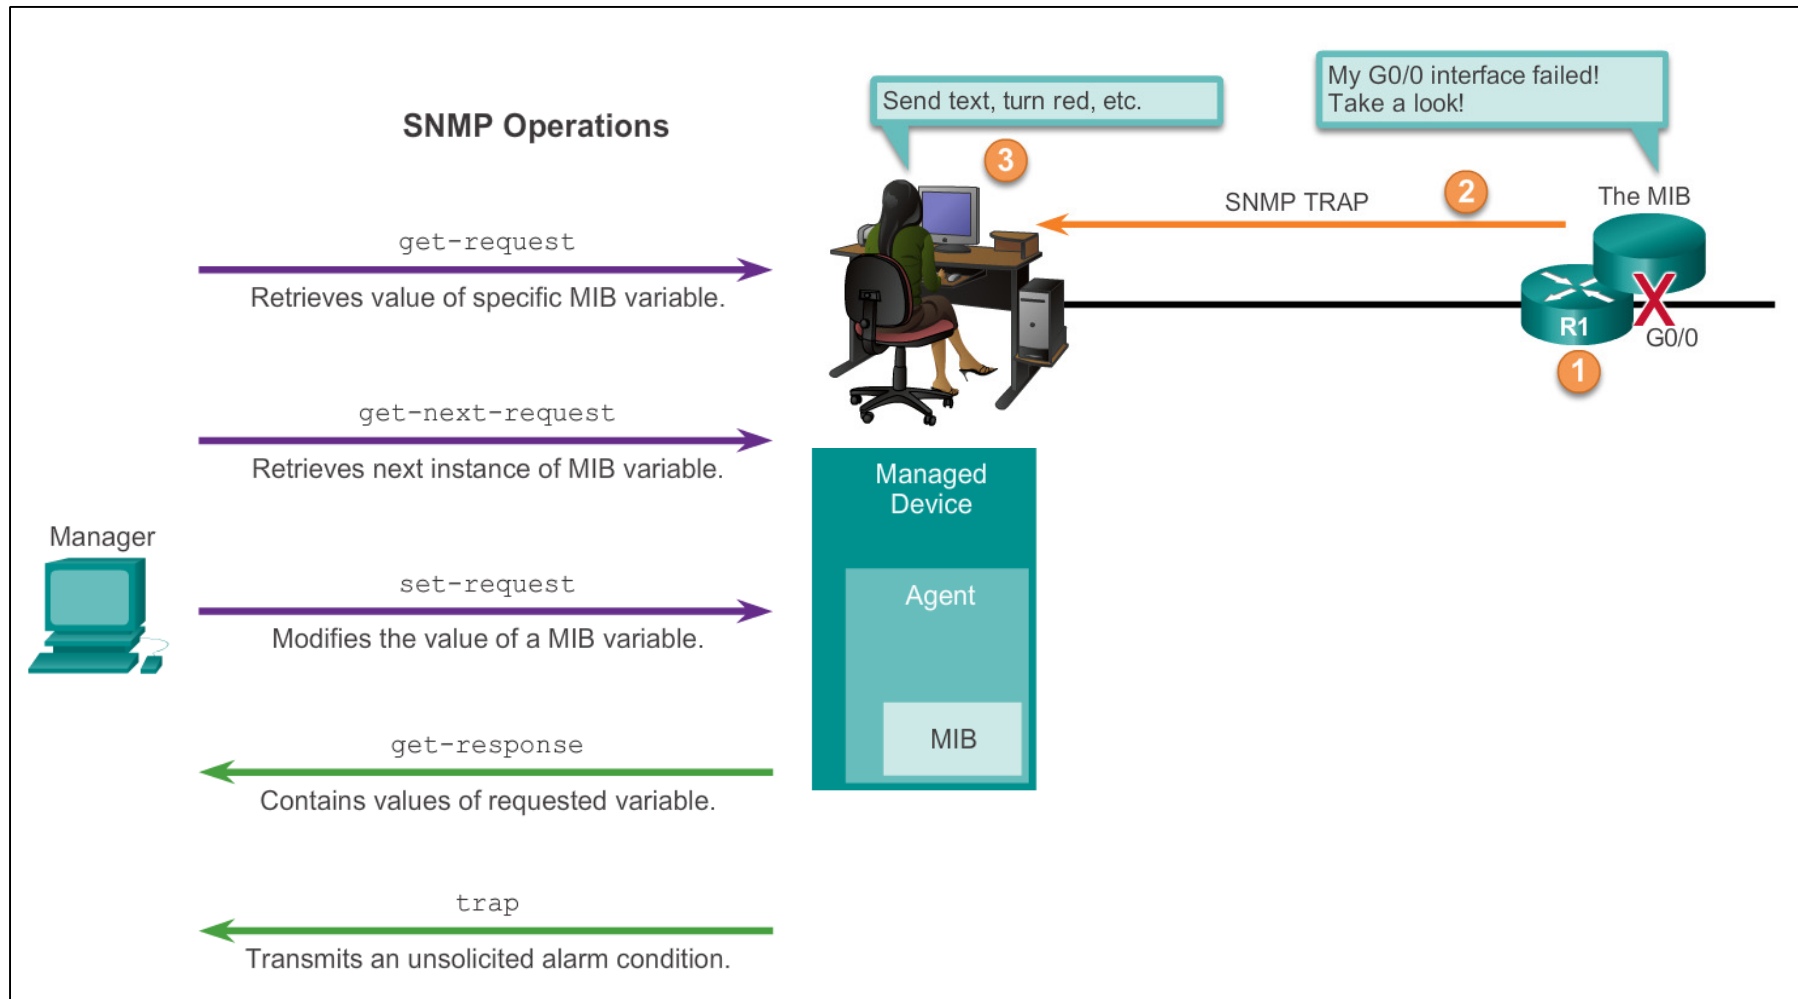 SNMP Operations
get-request
Retrieves value of specific MIB variable.
get-next-request
Retrieves next instance of MIB variable.
Manager
set-request
Modifies the value of a MIB variable.
get-response
Contains values of requested variable.
trap
Transmits an unsolicited alarm condition.
Managed
Device
Agent
MIB
Send text, turn red, etc.
3
My G0/0 interface failed!
Take a look!
SNMP TRAP
2
The MIB
R1
G0/0
1